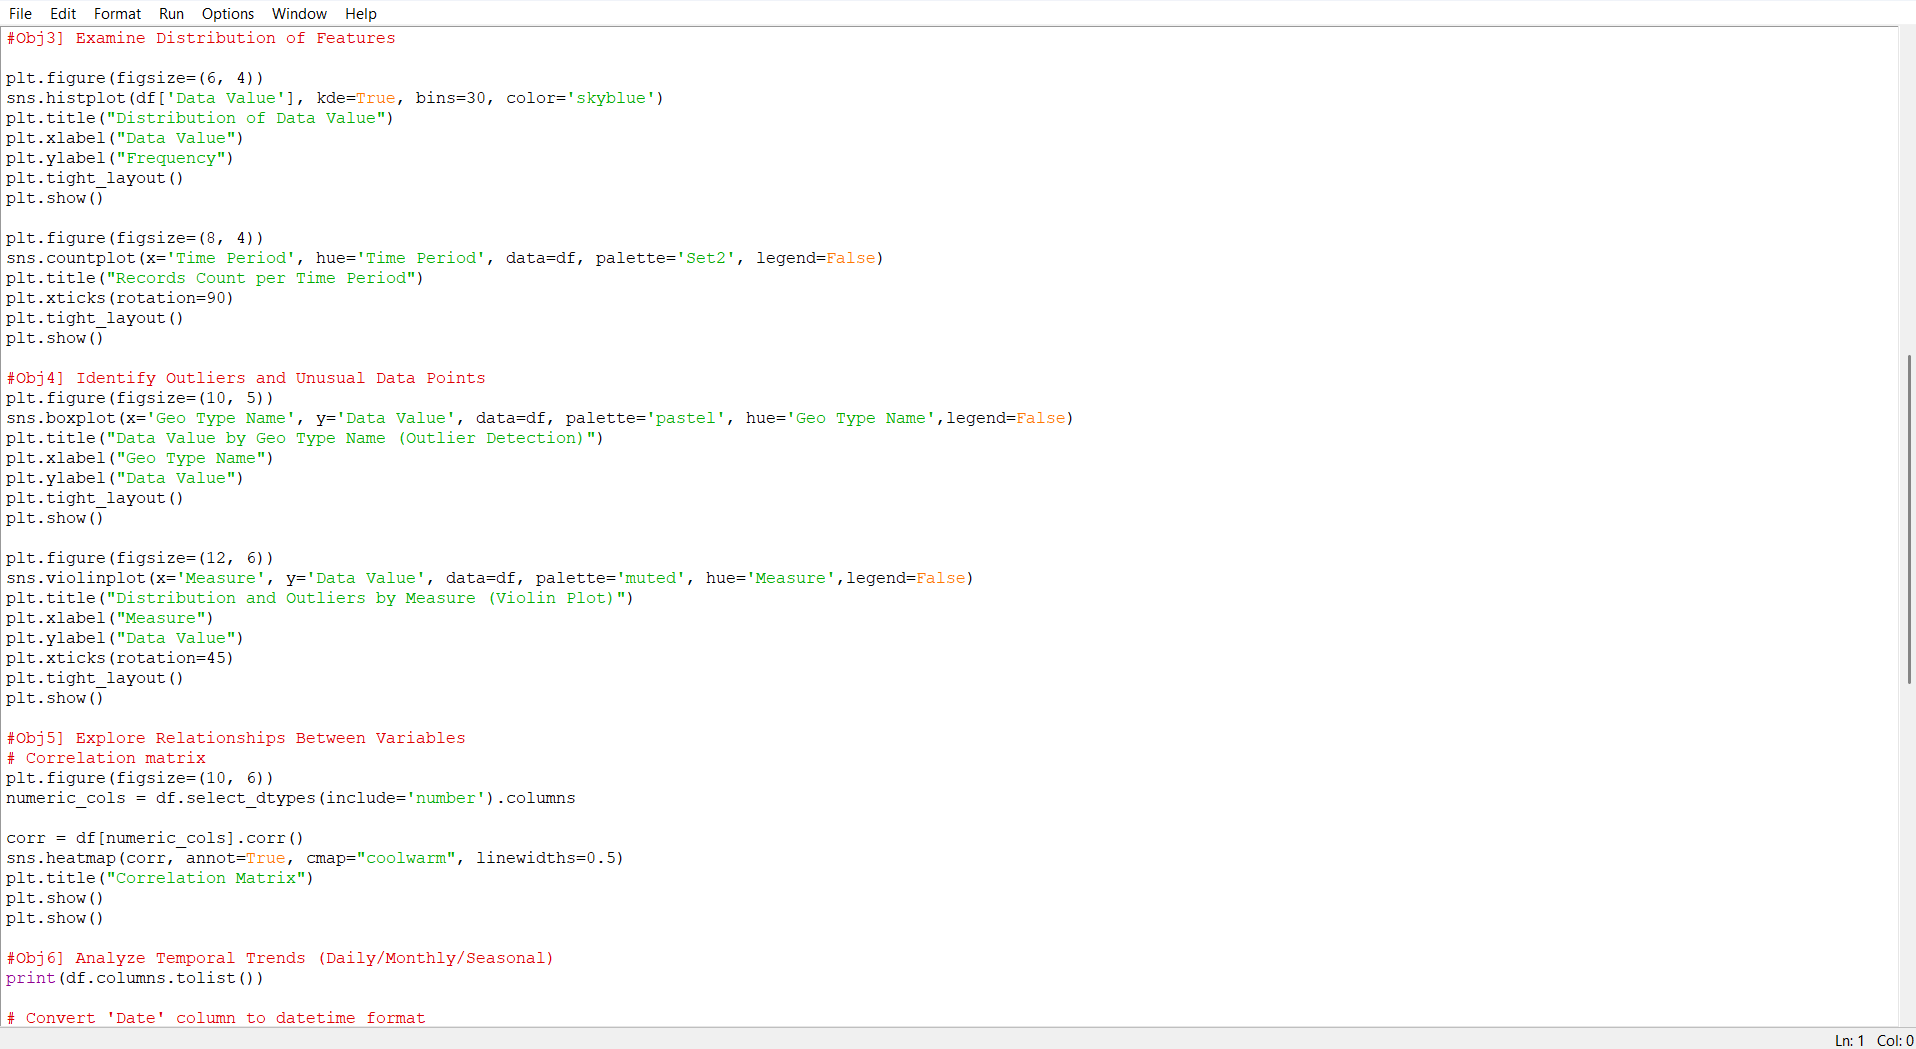 File Edit Format Run Options Window Help
#Obj3] Examine Distribution of Features
plt.figure(figsize=(6, 4))
sns.histplot(df['Data Value'], kde=True, bins=30, color='skyblue')
plt.title("Distribution of Data Value")
plt.xlabel("Data Value")
plt.ylabel("Frequency")
plt.tight_layout()
plt.show()
plt.figure(figsize=(8, 4))
sns.countplot(x='Time Period', hue='Time Period', data=df, palette='Set2', legend=False)
plt.title("Records Count per Time Period")
plt.xticks(rotation=90)
plt.tight_layout()
plt.show()
#Obj4] Identify Outliers and Unusual Data Points
plt.figure(figsize=(10, 5))
sns.boxplot(x='Geo Type Name', y='Data Value', data=df, palette='pastel', hue='Geo Type Name',legend=False)
plt.title("Data Value by Geo Type Name (Outlier Detection)")
plt.xlabel("Geo Type Name")
plt.ylabel("Data Value")
plt.tight_layout()
plt.show()
plt.figure(figsize=(12, 6))
sns.violinplot(x='Measure', y='Data Value', data=df, palette='muted', hue='Measure',legend=False)
plt.title("Distribution and Outliers by Measure (Violin Plot)")
plt.xlabel("Measure")
plt.ylabel("Data Value")
plt.xticks(rotation=45)
plt.tight_layout()
plt.show()
#Obj5] Explore Relationships Between Variables
# Correlation matrix
plt.figure(figsize=(10, 6))
numeric_cols = df.select_dtypes(include='number').columns
corr = df[numeric_cols].corr()
sns.heatmap(corr, annot=True, cmap="coolwarm", linewidths=0.5)
plt.title("Correlation Matrix")
plt.show()
plt.show()
#Obj6] Analyze Temporal Trends (Daily/Monthly/Seasonal)
print(df.columns.tolist())
# Convert 'Date' column to datetime format
Ln: 1 Col: 0